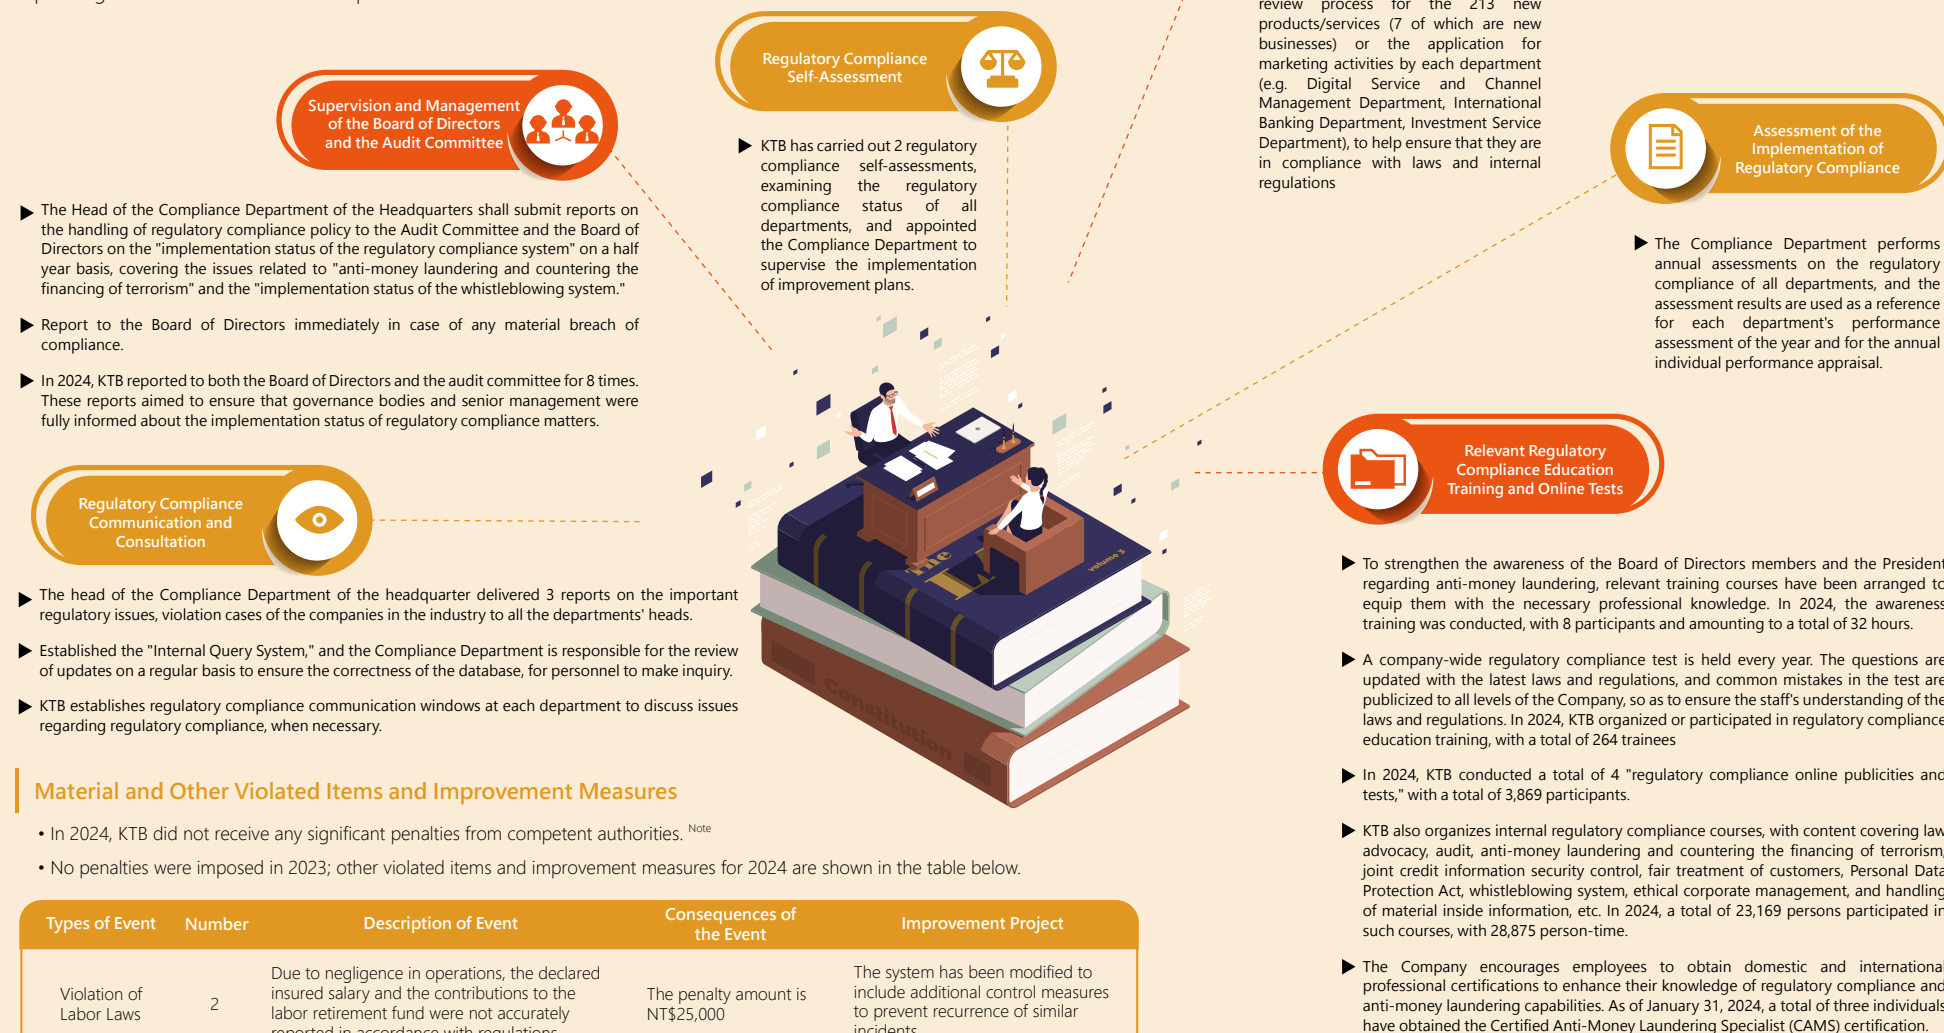 Supervision and Management
of the Board of Directors
and the Audit Committee
The Head of the Compliance Department of the Headquarters shall submit reports on
the handling of regulatory compliance policy to the Audit Committee and the Board of
Directors on the "implementation status of the regulatory compliance system" on a half
year basis, covering the issues related to "anti-money laundering and countering the
financing of terrorism" and the "implementation status of the whistleblowing system."
Report to the Board of Directors immediately in case of any material breach of
compliance.
In 2024, KTB reported to both the Board of Directors and the audit committee for 8 times.
These reports aimed to ensure that governance bodies and senior management were
fully informed about the implementation status of regulatory compliance matters.
Regulatory Compliance
Self-Assessment
KTB has carried out 2 regulatory
compliance self-assessments,
examining the regulatory
compliance status of all
departments, and appointed
the Compliance Department to
supervise the implementation
of improvement plans.
review process for the 213 new
products/services (7 of which are new
businesses) or the application for
marketing activities by each department
(e.g. Digital Service and Channel
Management Department, International
Banking Department, Investment Service
Department), to help ensure that they are
in compliance with laws and internal
regulations
Assessment of the
Implementation of
Regulatory Compliance
The Compliance Department performs
annual assessments on the regulatory
compliance of all departments, and the
assessment results are used as a reference
for each department's performance
assessment of the year and for the annual
individual performance appraisal.
Regulatory Compliance
Communication and
Consultation
The head of the Compliance Department of the headquarter delivered 3 reports on the important
regulatory issues, violation cases of the companies in the industry to all the departments' heads.
Established the "Internal Query System," and the Compliance Department is responsible for the review
of updates on a regular basis to ensure the correctness of the database, for personnel to make inquiry.
KTB establishes regulatory compliance communication windows at each department to discuss issues
regarding regulatory compliance, when necessary.
The
volume 3
Constitution
Relevant Regulatory
Compliance Education
Training and Online Tests
To strengthen the awareness of the Board of Directors members and the President
regarding anti-money laundering, relevant training courses have been arranged to
equip them with the necessary professional knowledge. In 2024, the awareness
training was conducted, with 8 participants and amounting to a total of 32 hours.
A company-wide regulatory compliance test is held every year. The questions are
updated with the latest laws and regulations, and common mistakes in the test are
publicized to all levels of the Company, so as to ensure the staff's understanding of the
laws and regulations. In 2024, KTB organized or participated in regulatory compliance
education training, with a total of 264 trainees
In 2024, KTB conducted a total of 4 "regulatory compliance online publicities and
tests," with a total of 3,869 participants.
KTB also organizes internal regulatory compliance courses, with content covering law
advocacy, audit, anti-money laundering and countering the financing of terrorism,
joint credit information security control, fair treatment of customers, Personal Data
Protection Act, whistleblowing system, ethical corporate management, and handling
of material inside information, etc. In 2024, a total of 23,169 persons participated in
such courses, with 28,875 person-time.
The Company encourages employees to obtain domestic and international
professional certifications to enhance their knowledge of regulatory compliance and
anti-money laundering capabilities. As of January 31, 2024, a total of three individuals
have obtained the Certified Anti-Money Laundering Specialist (CAMS) certification.
Material and Other Violated Items and Improvement Measures
• In 2024, KTB did not receive any significant penalties from competent authorities. Note
• No penalties were imposed in 2023; other violated items and improvement measures for 2024 are shown in the table below.
Types of Event
Number
Description of Event
Consequences of
the Event
Improvement Project
Violation of
Labor Laws
2
Due to negligence in operations, the declared
insured salary and the contributions to the
labor retirement fund were not accurately
reported in accordance with regulations
The penalty amount is
NT$25,000
The system has been modified to
include additional control measures
to prevent recurrence of similar
incidents